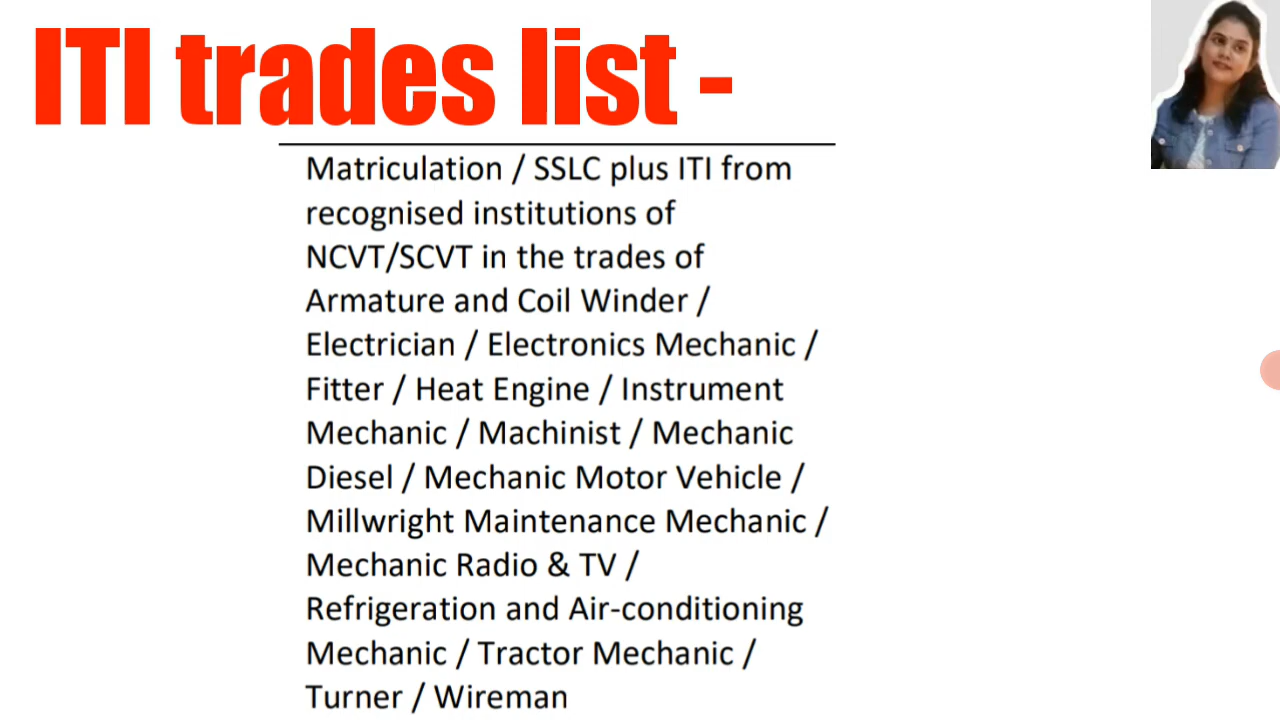 ITI trades list -
Matriculation / SSLC plus ITI from
recognised institutions of
NCVT/SCVT in the trades of
Armature and Coil Winder /
Electrician / Electronics Mechanic /
Fitter / Heat Engine / Instrument
Mechanic / Machinist / Mechanic
Diesel / Mechanic Motor Vehicle /
Millwright Maintenance Mechanic /
Mechanic Radio & TV /
Refrigeration and Air-conditioning
Mechanic / Tractor Mechanic /
Turner / Wireman